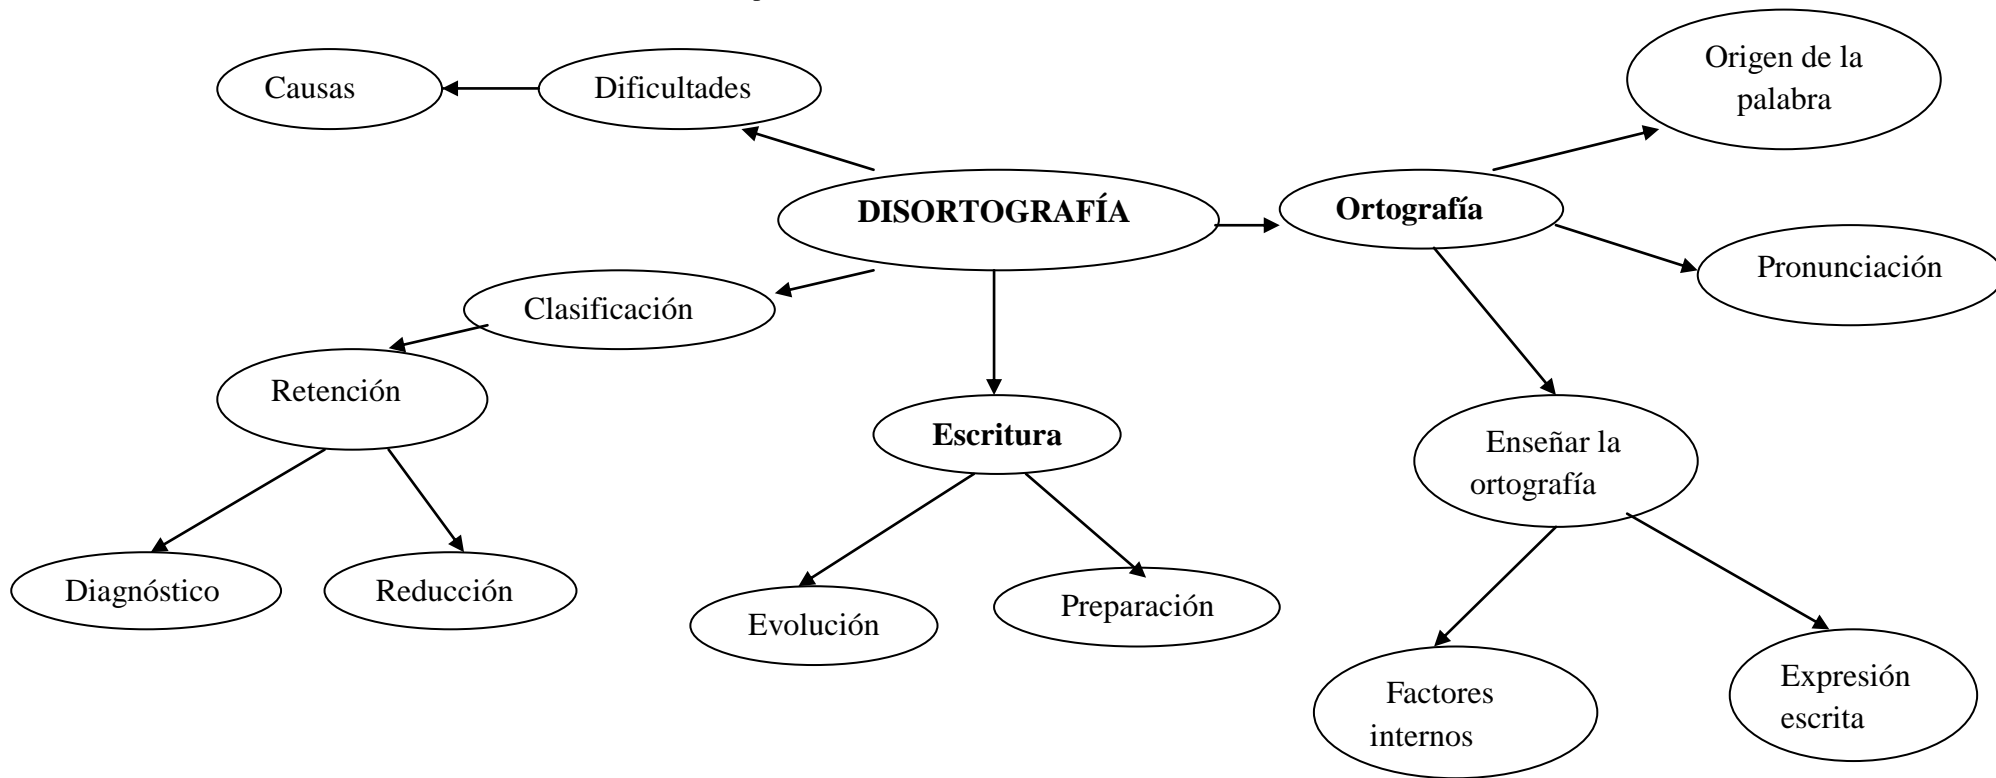 Origen de la
palabra
Causas
Dificultades
DISORTOGRAFÍA
Ortografía
Pronunciación
Clasificación
Retención
Escritura
Enseñar la
ortografía
Diagnóstico
Reducción
Evolución
Preparación
Factores
internos
Expresión
escrita